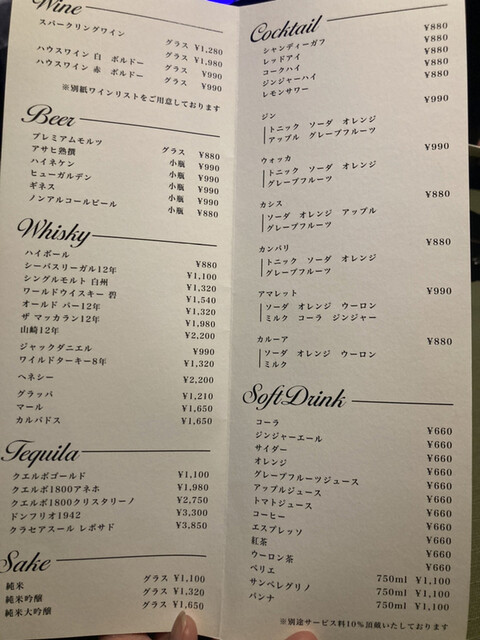 Wine
スパークリングワイン グラス ¥1,280
グラス ¥1,980
ハウスワイン 白 ボルドー グラス ¥990
ハウスワイン 赤 ボルドー グラス ¥990
※別紙ワインリストをご用意しております
Beer
プレミアムモルツ グラス ¥880
アサヒ熟撰 小瓶 ¥990
ハイネケン 小瓶 ¥990
ヒューガルデン 小瓶 ¥990
ギネス 小瓶 ¥990
ノンアルコールビール 小瓶 ¥880
Whisky
ハイボール ¥880
シーバスリーガル12年 ¥1,100
シングルモルト 白州 ¥1,320
ワールドウイスキー 碧 ¥1,540
オールド パー12年 ¥1,320
ザ マッカラン12年 ¥1,980
山崎12年 ¥2,200
ジャックダニエル ¥990
ワイルドターキー8年 ¥1,320
ヘネシー ¥2,200
グラッパ ¥1,210
マール ¥1,650
カルバドス ¥1,650
Tequila
クエルボゴールド ¥1,100
クエルボ1800アネホ ¥1,980
クエルボ1800クリスタリーノ ¥2,750
ドンフリオ1942 ¥3,300
クラセアスール レポサド ¥3,850
Sake
純米 グラス ¥1,100
純米吟醸 グラス ¥1,320
純米大吟醸 グラス ¥1,650
Cocktail
シャンディーガフ ¥880
レッドアイ ¥880
コークハイ ¥880
ジンジャーハイ ¥880
レモンサワー
ジン ¥990
トニック ソーダ オレンジ
アップル グレープフルーツ
ウォッカ ¥990
トニック ソーダ オレンジ
グレープフルーツ
カシス ¥880
ソーダ オレンジ アップル
グレープフルーツ
カンパリ ¥880
トニック ソーダ オレンジ
グレープフルーツ
アマレット ¥990
ソーダ オレンジ ウーロン
ミルク コーラ ジンジャー
カルーア ¥880
ソーダ オレンジ ウーロン
ミルク
Soft Drink
コーラ ¥660
ジンジャーエール ¥660
サイダー ¥660
オレンジ ¥660
グレープフルーツジュース ¥660
アップルジュース ¥660
トマトジュース ¥660
コーヒー ¥660
エスプレッソ ¥660
紅茶 ¥660
ウーロン茶 ¥660
ペリエ ¥660
サンペレグリノ 750ml ¥1,100
パンナ 750ml ¥1,100
※別途サービス料10%頂戴いたしております